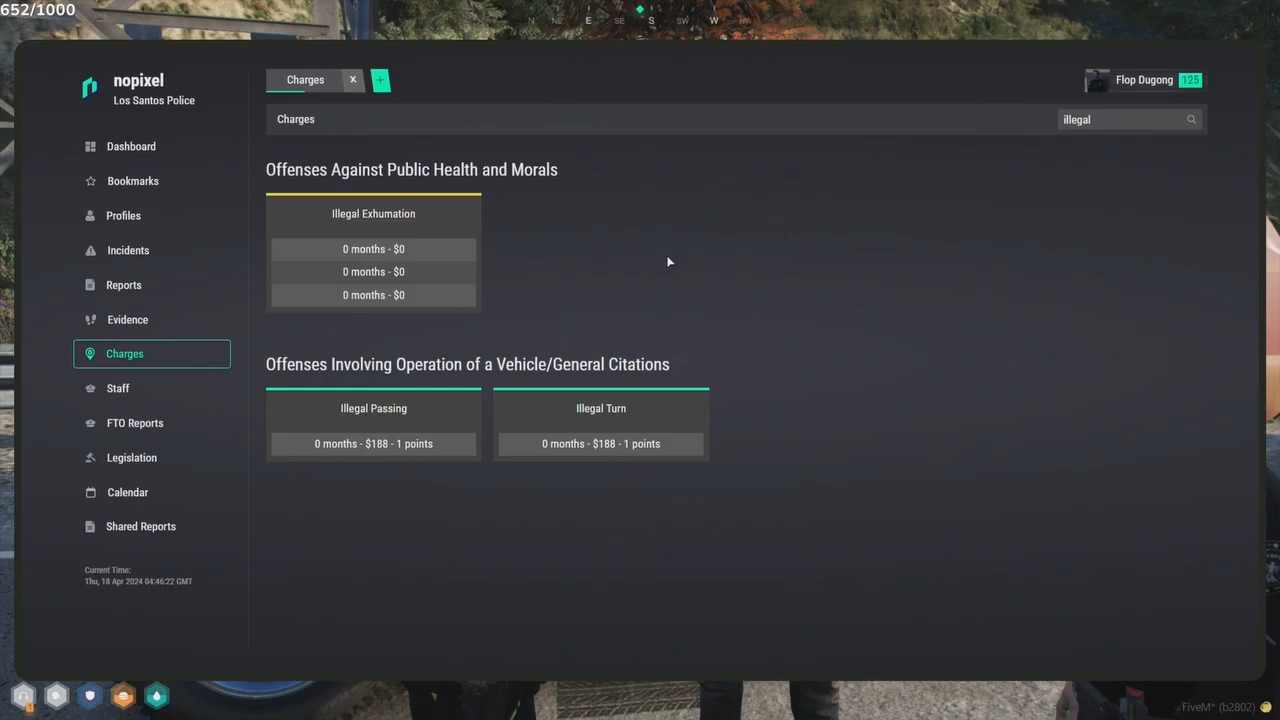 652/1000
N NE E SE S SW W NW
nopixel
Los Santos Police
Charges x +
Flop Dugong 125
Charges
illegal
Dashboard
Bookmarks
Profiles
Incidents
Reports
Evidence
Charges
Staff
FTO Reports
Legislation
Calendar
Shared Reports
Current Time:
Thu, 18 Apr 2024 04:46:22 GMT
Offenses Against Public Health and Morals
Illegal Exhumation
0 months - $0
0 months - $0
0 months - $0
Offenses Involving Operation of a Vehicle/General Citations
Illegal Passing
0 months - $188 - 1 points
Illegal Turn
0 months - $188 - 1 points
FiveM* (b2802)